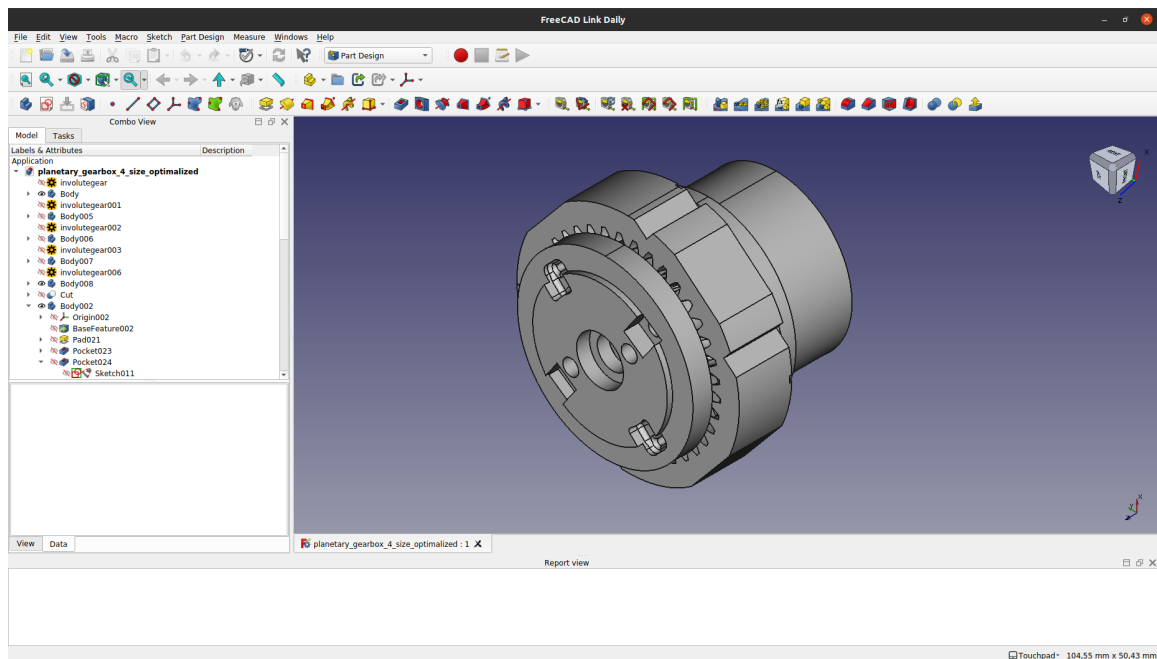 FreeCAD Link Daily
File Edit View Tools Macro Sketch Part Design Measure Windows Help
Part Design
Combo View
Model Tasks
Labels & Attributes Description
Application
planetary_gearbox_4_size_optimalized
involutegear
Body
involutegear001
Body005
involutegear002
Body006
involutegear003
Body007
involutegear006
Body008
Cut
Body002
Origin002
BaseFeature002
Pad021
Pocket023
Pocket024
Sketch011
X
Z
X
View Data
planetary_gearbox_4_size_optimalized : 1
Report view
Touchpad 104,55 mm x 50,43 mm